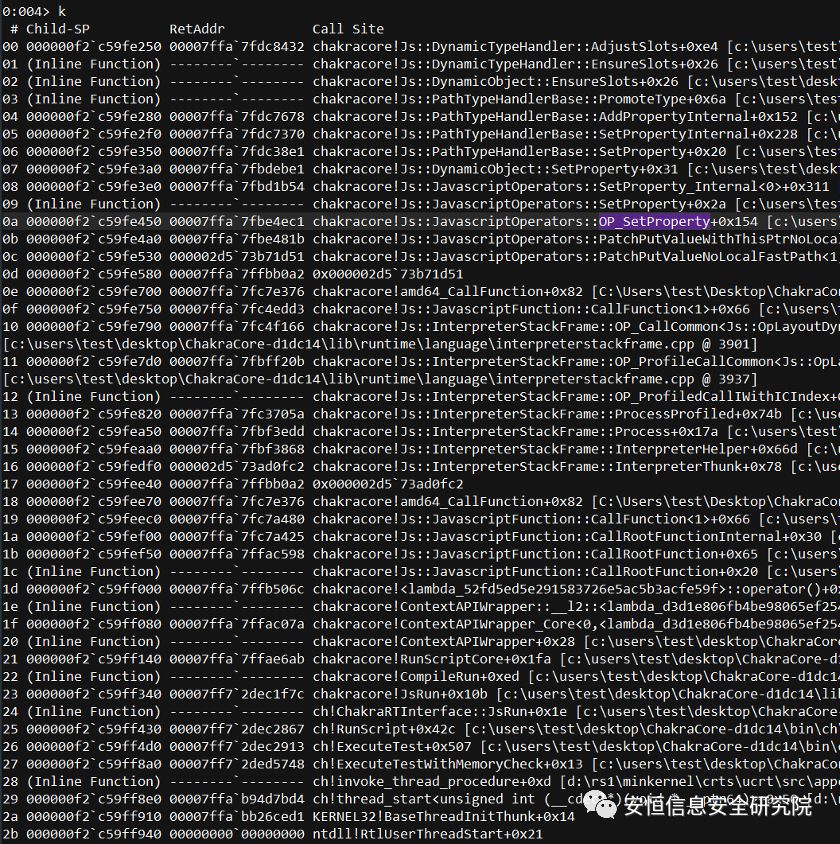 0:004> k
 # Child-SP          RetAddr           Call Site
00 000000f2`c59fe250 00007ffa`7fdc8432 chakracore!Js::DynamicTypeHandler::AdjustSlots+0xe4 [c:\users\test
01 (Inline Function) --------`-------- chakracore!Js::DynamicTypeHandler::EnsureSlots+0x26 [c:\users\test
02 (Inline Function) --------`-------- chakracore!Js::DynamicObject::EnsureSlots+0x26 [c:\users\test\deskt
03 (Inline Function) --------`-------- chakracore!Js::PathTypeHandlerBase::PromoteType+0x6a [c:\users\test
04 000000f2`c59fe280 00007ffa`7fdc7678 chakracore!Js::PathTypeHandlerBase::AddPropertyInternal+0x152 [c:\u
05 000000f2`c59fe2f0 00007ffa`7fdc7370 chakracore!Js::PathTypeHandlerBase::SetPropertyInternal+0x228 [c:\u
06 000000f2`c59fe350 00007ffa`7fdc38e1 chakracore!Js::PathTypeHandlerBase::SetProperty+0x20 [c:\users\test
07 000000f2`c59fe3a0 00007ffa`7fbdebe1 chakracore!Js::DynamicObject::SetProperty+0x31 [c:\users\test\deskt
08 000000f2`c59fe3e0 00007ffa`7fbd1b54 chakracore!Js::JavascriptOperators::SetProperty_Internal<0>+0x311
09 (Inline Function) --------`-------- chakracore!Js::JavascriptOperators::SetProperty+0x2a [c:\users\test
0a 000000f2`c59fe450 00007ffa`7fbe4ec1 chakracore!Js::JavascriptOperators::OP_SetProperty+0x154 [c:\users
0b 000000f2`c59fe4a0 00007ffa`7fbe481b chakracore!Js::JavascriptOperators::PatchPutValueWithThisPtrNoLoca
0c 000000f2`c59fe530 000002d5`73b71d51 chakracore!Js::JavascriptOperators::PatchPutValueNoLocalFastPath<1
0d 000000f2`c59fe580 00007ffa`7ffbb0a2 0x000002d5`73b71d51
0e 000000f2`c59fe700 00007ffa`7fc7e376 chakracore!amd64_CallFunction+0x82 [C:\Users\test\Desktop\ChakraCor
0f 000000f2`c59fe750 00007ffa`7fc4edd3 chakracore!Js::JavascriptFunction::CallFunction<1>+0x66 [c:\users\t
10 000000f2`c59fe790 00007ffa`7fc4f166 chakracore!Js::InterpreterStackFrame::OP_CallCommon<Js::OpLayoutDyn
[c:\users\test\desktop\ChakraCore-d1dc14\lib\runtime\language\interpreterstackframe.cpp @ 3901]
11 000000f2`c59fe7d0 00007ffa`7fbff20b chakracore!Js::InterpreterStackFrame::OP_ProfileCallCommon<Js::OpLa
[c:\users\test\desktop\ChakraCore-d1dc14\lib\runtime\language\interpreterstackframe.cpp @ 3937]
12 (Inline Function) --------`-------- chakracore!Js::InterpreterStackFrame::OP_ProfiledCallIWithICIndex+0
13 000000f2`c59fe820 00007ffa`7fc3705a chakracore!Js::InterpreterStackFrame::ProcessProfiled+0x74b [c:\use
14 000000f2`c59fea50 00007ffa`7fbf3edd chakracore!Js::InterpreterStackFrame::Process+0x17a [c:\users\test\
15 000000f2`c59feaa0 00007ffa`7fbf3868 chakracore!Js::InterpreterStackFrame::InterpreterHelper+0x66d [c:\u
16 000000f2`c59fedf0 000002d5`73ad0fc2 chakracore!Js::InterpreterStackFrame::InterpreterThunk+0x78 [c:\use
17 000000f2`c59fee40 00007ffa`7ffbb0a2 0x000002d5`73ad0fc2
18 000000f2`c59fee70 00007ffa`7fc7e376 chakracore!amd64_CallFunction+0x82 [C:\Users\test\Desktop\ChakraCor
19 000000f2`c59feec0 00007ffa`7fc7a480 chakracore!Js::JavascriptFunction::CallFunction<1>+0x66 [c:\users\t
1a 000000f2`c59fef00 00007ffa`7fc7a425 chakracore!Js::JavascriptFunction::CallRootFunctionInternal+0x30 [c
1b 000000f2`c59fef50 00007ffa`7ffac598 chakracore!Js::JavascriptFunction::CallRootFunction+0x65 [c:\users\
1c (Inline Function) --------`-------- chakracore!Js::JavascriptFunction::CallRootFunction+0x20 [c:\users\
1d 000000f2`c59ff000 00007ffa`7ffb506c chakracore!<lambda_52fd5ed5e291583726e5ac5b3acfe59f>::operator()+0x
1e (Inline Function) --------`-------- chakracore!ContextAPIWrapper::__l2::<lambda_d3d1e806fb4be98065ef254
1f 000000f2`c59ff080 00007ffa`7ffac07a chakracore!ContextAPIWrapper_Core<0,<lambda_d3d1e806fb4be98065ef254
20 (Inline Function) --------`-------- chakracore!ContextAPIWrapper+0x28 [c:\users\test\desktop\ChakraCore
21 000000f2`c59ff140 00007ffa`7ffae6ab chakracore!RunScriptCore+0x1fa [c:\users\test\desktop\ChakraCore-d
22 (Inline Function) --------`-------- chakracore!CompileRun+0xed [c:\users\test\desktop\ChakraCore-d1dc14
23 000000f2`c59ff340 00007ff7`2dec1f7c chakracore!JsRun+0x10b [c:\users\test\desktop\ChakraCore-d1dc14\lib
24 (Inline Function) --------`-------- ch!ChakraRTInterface::JsRun+0x1e [c:\users\test\desktop\ChakraCore-
25 000000f2`c59ff430 00007ff7`2dec2867 ch!RunScript+0x42c [c:\users\test\desktop\ChakraCore-d1dc14\bin\ch\
26 000000f2`c59ff4d0 00007ff7`2dec2913 ch!ExecuteTest+0x507 [c:\users\test\desktop\ChakraCore-d1dc14\bin\c
27 000000f2`c59ff8a0 00007ff7`2ded5748 ch!ExecuteTestWithMemoryCheck+0x13 [c:\users\test\desktop\ChakraCor
28 (Inline Function) --------`-------- ch!invoke_thread_procedure+0xd [d:\rs1\minkernel\crts\ucrt\src\appc
29 000000f2`c59ff8e0 00007ffa`b94d7bd4 ch!thread_start<unsigned int (__cd
2a 000000f2`c59ff910 00007ffa`bb26ced1 KERNEL32!BaseThreadInitThunk+0x14
2b 000000f2`c59ff940 00000000`00000000 ntdll!RtlUserThreadStart+0x21
安恒信息安全研究院